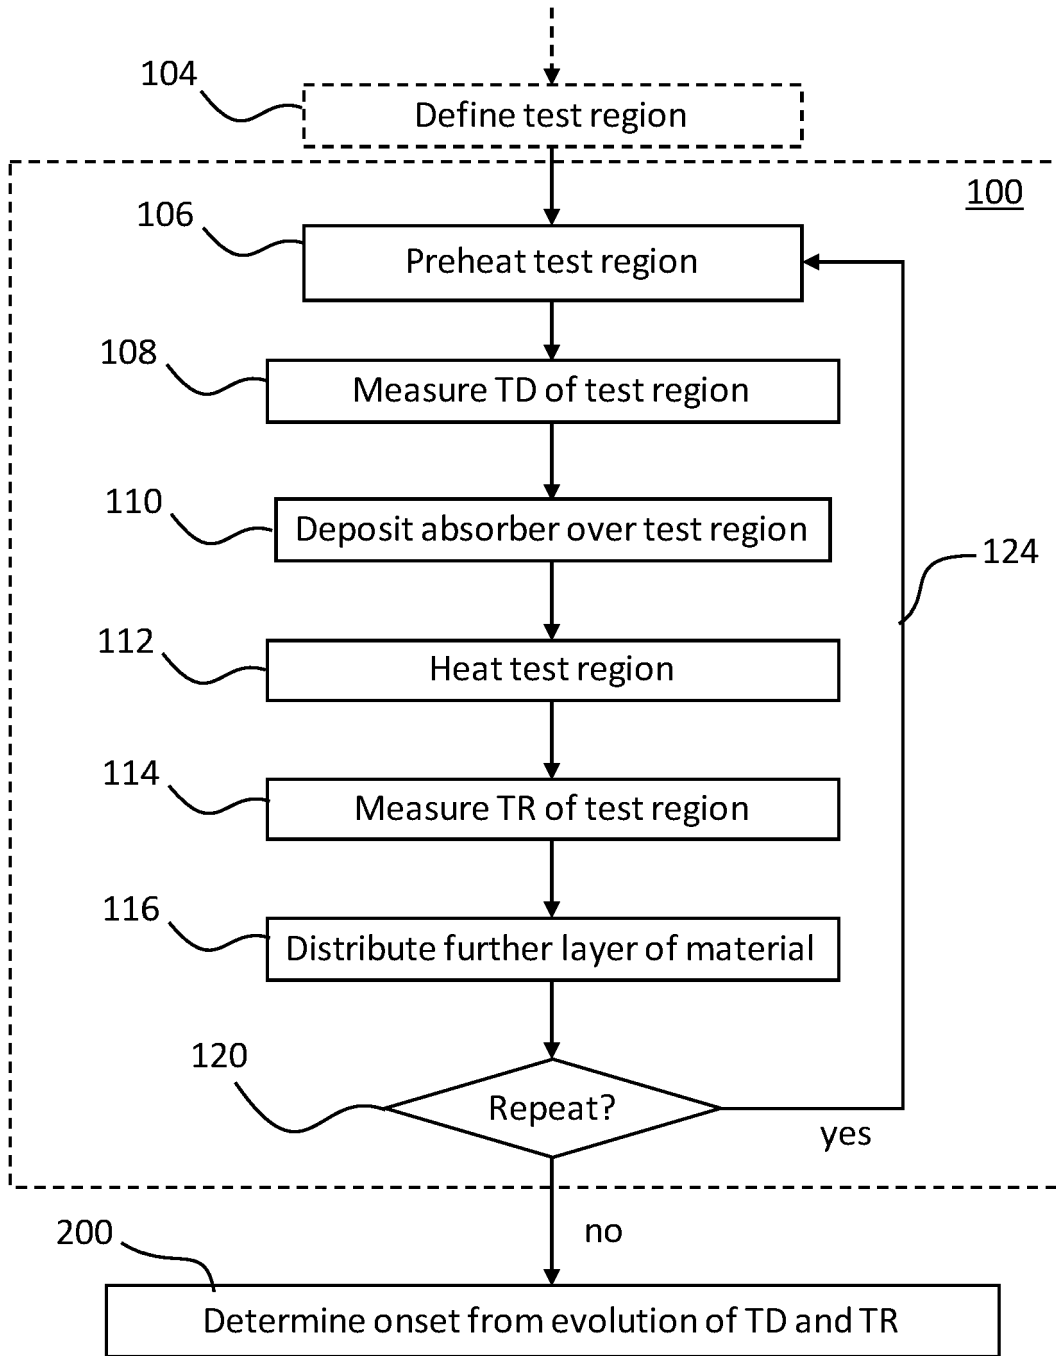 104
Define test region
100
106
Preheat test region
108
Measure TD of test region
110
Deposit absorber over test region
124
112
Heat test region
114
Measure TR of test region
116
Distribute further layer of material
120
Repeat?
yes
no
200
Determine onset from evolution of TD and TR